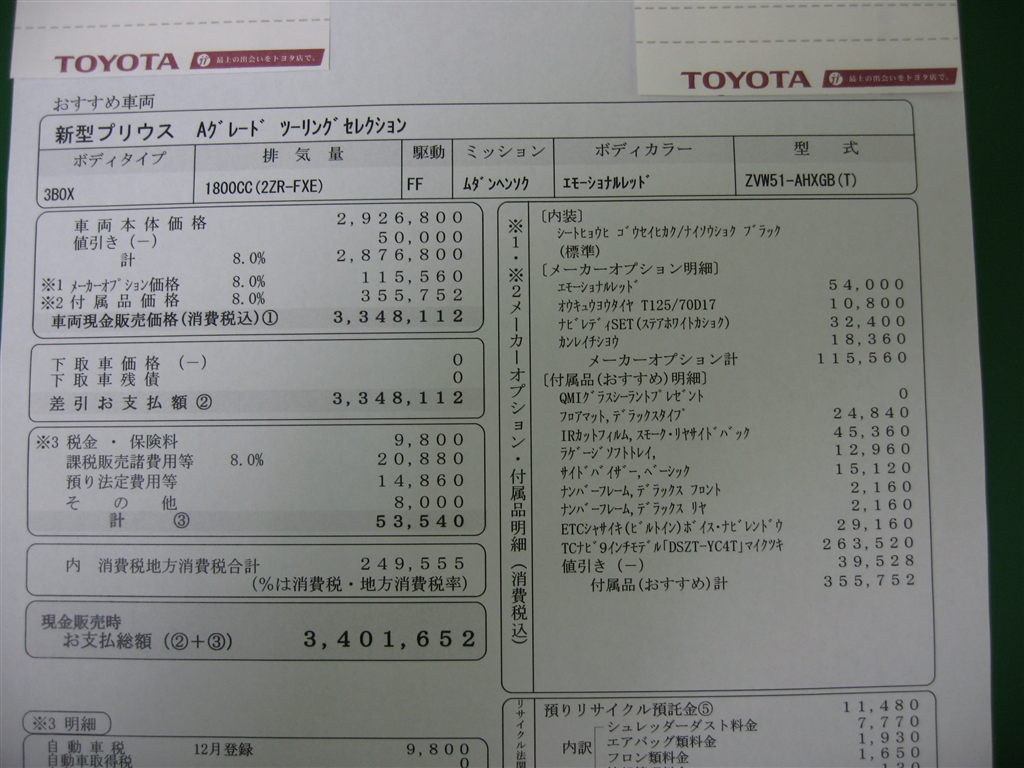 TOYOTA 最上の出会いをトヨタ店で。
TOYOTA 最上の出会いをトヨタ店で。
おすすめ車両
新型プリウス Aグレード ツーリングセレクション
ボディタイプ 排気量 駆動 ミッション ボディカラー 型式
3BOX 1800CC(2ZR-FXE) FF ムダンヘンソク エモーショナルレッド ZVW51-AHXGB(T)
車両本体価格 2,926,800
値引き(-) 50,000
計 8.0% 2,876,800
※1 メーカーオプション価格 8.0% 115,560
※2 付属品価格 8.0% 355,752
車両現金販売価格(消費税込)① 3,348,112
下取車価格 (-) 0
下取車残債 0
差引お支払額② 3,348,112
※3 税金・保険料 9,800
課税販売諸費用等 8.0% 20,880
預り法定費用等 14,860
その他 8,000
計 ③ 53,540
内 消費税地方消費税合計 249,555
(%は消費税・地方消費税率)
現金販売時
お支払総額 (②+③) 3,401,652
※3 明細
自動車税 12月登録 9,800
自動車取得税 0
※1・※2メーカーオプション・付属品明細(消費税込)
〔内装〕
シートヒョウヒ ゴウセイヒカク/ナイソウショク ブラック
(標準)
〔メーカーオプション明細〕
エモーショナルレッド 54,000
オウキュウヨウタイヤ T125/70D17 10,800
ナビレディSET(ステアホワイトカショク) 32,400
カンレイチショウ 18,360
メーカーオプション計 115,560
〔付属品(おすすめ)明細〕
QMIグラスシーラントプレゼント 0
フロアマット,デラックスタイプ 24,840
IRカットフィルム,スモーク・リヤサイドバック 45,360
ラゲージソフトトレイ, 12,960
サイドバイザー,ベーシック 15,120
ナンバーフレーム,デラックス フロント 2,160
ナンバーフレーム,デラックス リヤ 2,160
ETCシャサイキ(ビルトイン)ボイス・ナビレンドウ 29,160
TCナビ9インチモデル「DSZT-YC4T」マイクツキ 263,520
値引き(-) 39,528
付属品(おすすめ)計 355,752
リサイクル法関
預りリサイクル預託金⑤ 11,480
内訳 シュレッダーダスト料金 7,770
エアバッグ類料金 1,930
フロン類料金 1,650
130